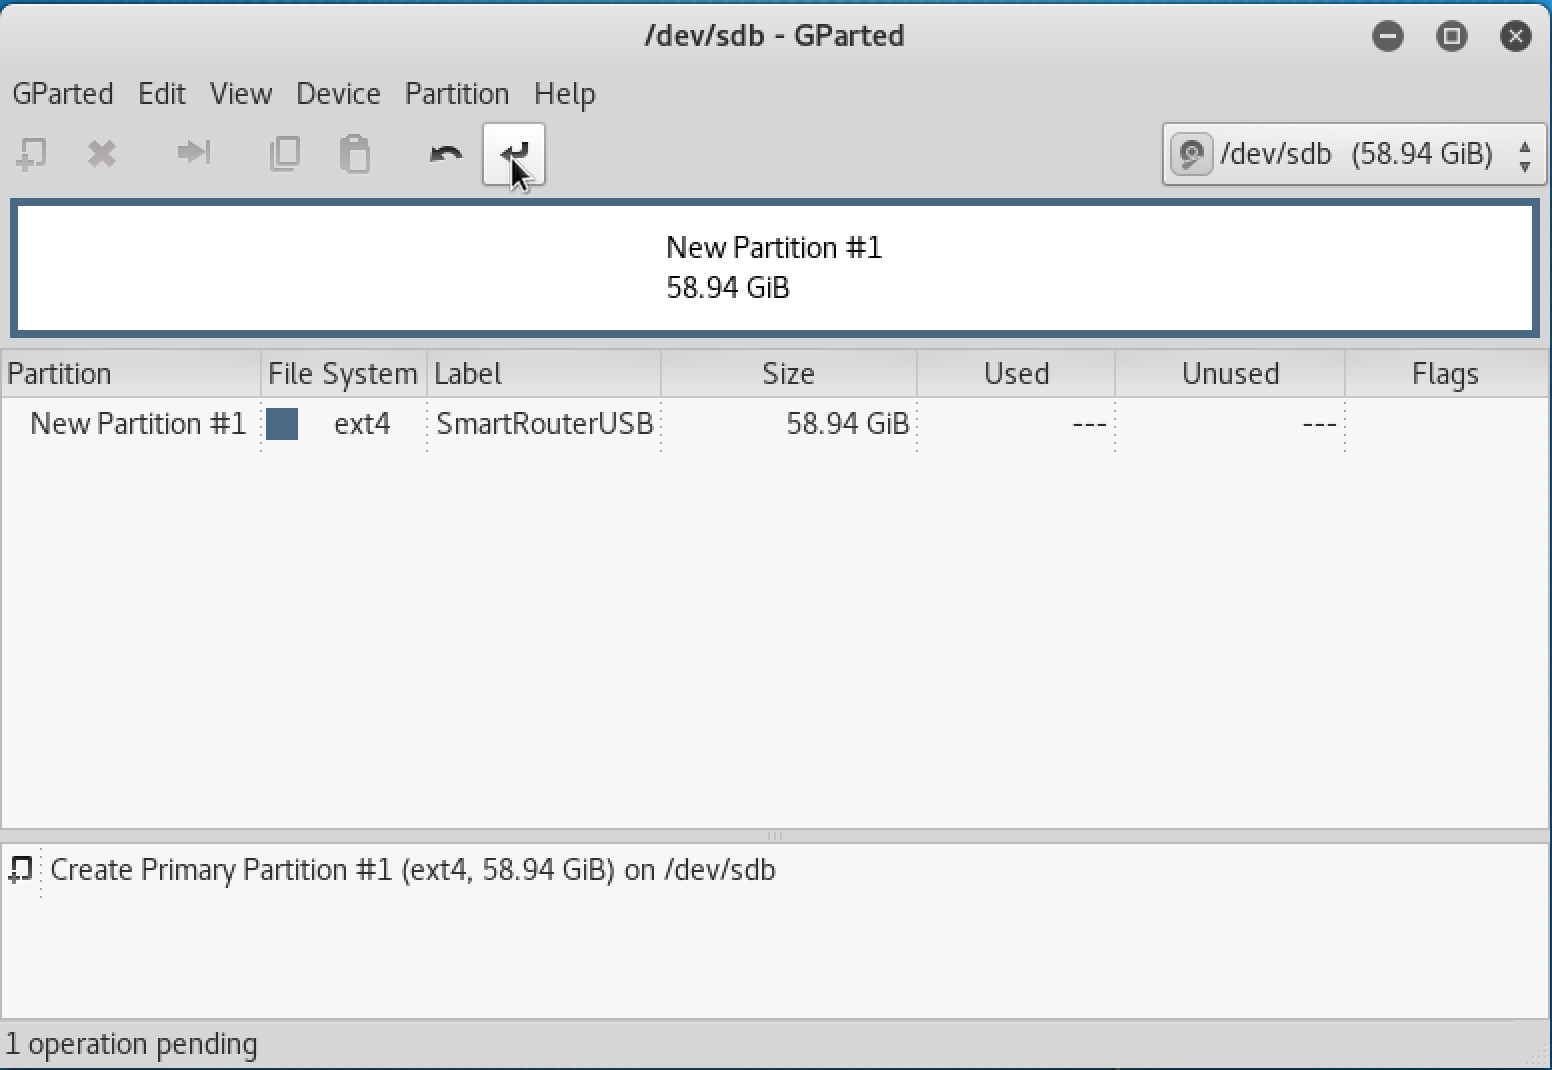 /dev/sdb - GParted
GParted Edit View Device Partition Help
/dev/sdb (58.94 GiB)
New Partition #1
58.94 GiB
Partition File System Label Size Used Unused Flags
New Partition #1 ext4 SmartRouterUSB 58.94 GiB --- ---
Create Primary Partition #1 (ext4, 58.94 GiB) on /dev/sdb
1 operation pending